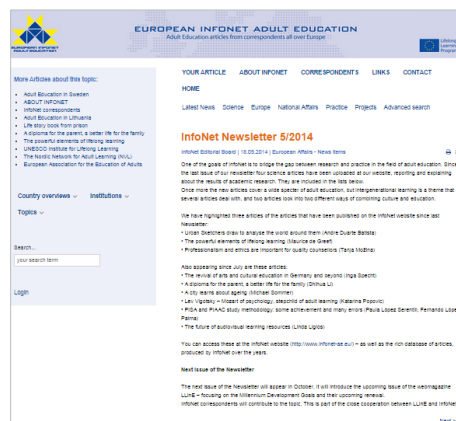 EUROPEAN INFONET ADULT EDUCATION
Adult Education articles from correspondents all over Europe
EUROPEAN INFONET
ADULT EDUCATION
Lifelong
Learning
Program
More Articles about this topic:
Adult Education in Sweden
ABOUT INFONET
InfoNet correspondents
Adult Education in Lithuania
Life story book from prison
A diploma for the parent, a better life for the family
The powerful elements of lifelong learning
UNESCO Institute for Lifelong Learning
The Nordic Network for Adult Learning (NVL)
European Association for the Education of Adults
Country overviews Institutions
Topics
Search...
your search term
Login
YOUR ARTICLE ABOUT INFONET CORRESPONDENTS LINKS CONTACT
HOME
Latest News Science Europe National Affairs Practice Projects Advanced search
InfoNet Newsletter 5/2014
InfoNet Editorial Board | 18.09.2014 | European Affairs - News Items
One of the goals of InfoNet is to bridge the gap between research and practice in the field of adult education. Since
the last issue of our newsletter four science articles have been uploaded at our website, reporting and explaining
about the results of academic research. They are included in the lists below.
Once more the new articles cover a wide specter of adult education, but intergenerational learning is a theme that
several articles deal with, and two articles look into two different ways of combining culture and education.
We have highlighted three articles of the articles that have been published on the InfoNet website since last
Newsletter:
* Urban Sketchers draw to analyse the world around them (Andre Duarte Batista)
* The powerful elements of lifelong learning (Maurice de Greef)
* Professionalism and ethics are important for quality counsellors (Tanja Možina)
Also appearing since July are these articles:
* The revival of arts and cultural education in Germany and beyond (Inga Specht)
* A diploma for the parent, a better life for the family (Shihua Li)
* A city learns about ageing (Michael Sommer)
* Lev Vigotsky – Mozart of psychology, stepchild of adult learning (Katarina Popovic)
* PISA and PIAAC study methodology: some achievement and many errors (Paula López Serentill, Fernando Lope
Palma)
* The future of audiovisual learning resources (Linda Ligios)
You can access these at the InfoNet website (http://www.infonet-ae.eu/) – as well as the rich database of articles,
produced by InfoNet over the years.
Next issue of the Newsletter
The next issue of the Newsletter will appear in October. It will introduce the upcoming issue of the webmagazine
LLinE – focusing on the Millennium Development Goals and their upcoming renewal.
InfoNet correspondents will contribute to the topic. This is part of the close cooperation between LLinE and InfoNet